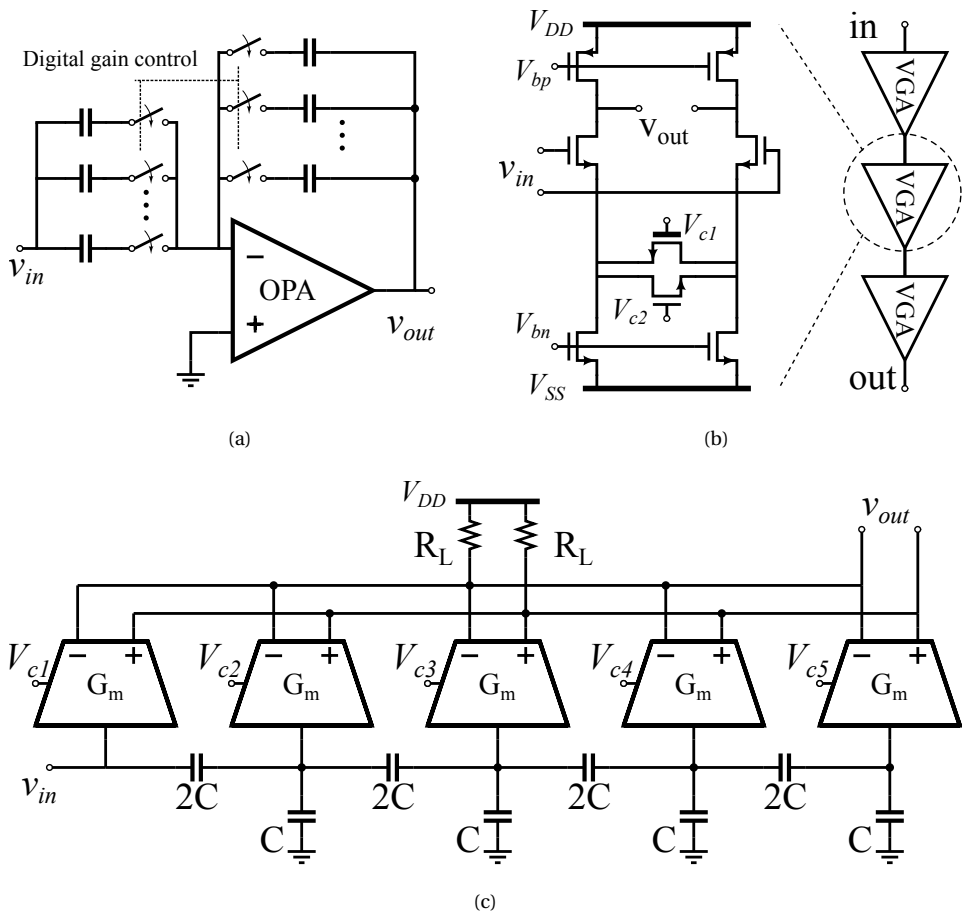 Digital gain control
v_in
OPA
v_out
(a)
V_DD
V_bp
v_out
v_in
V_c1
V_c2
V_bn
V_SS
in
VGA
VGA
VGA
out
(b)
V_DD
R_L R_L
v_out
V_c1 V_c2 V_c3 V_c4 V_c5
− + − + − + − + − +
G_m G_m G_m G_m G_m
v_in
2C 2C 2C 2C
C C C C
(c)